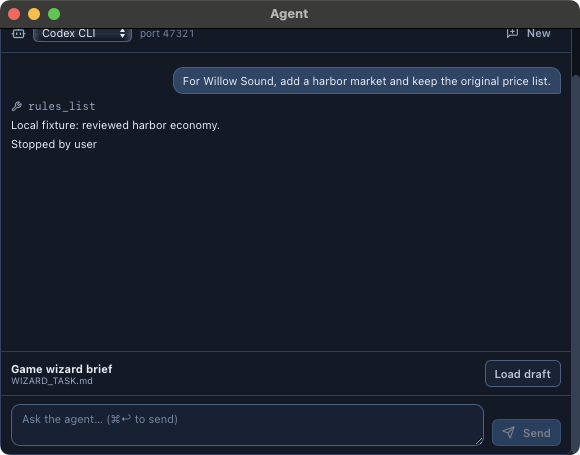 Agent
Codex CLI
port 47321
New
For Willow Sound, add a harbor market and keep the original price list.
rules_list
Local fixture: reviewed harbor economy.
Stopped by user
Game wizard brief
WIZARD_TASK.md
Load draft
Ask the agent... (⌘↩ to send)
Send